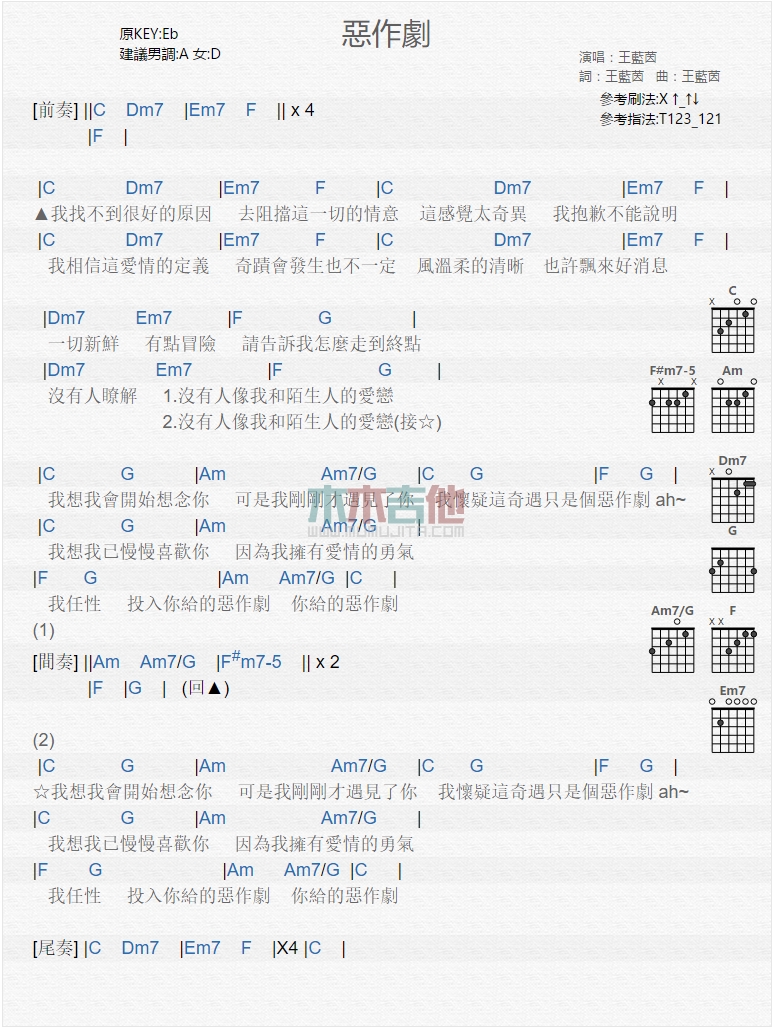 惡作劇
原KEY:Eb
建議男調:A 女:D
演唱：王藍茵
詞：王藍茵 曲：王藍茵
參考刷法:X↑_↑↓
參考指法:T123_121
[前奏] ||C Dm7 |Em7 F || x 4
|F |
|C Dm7 |Em7 F |C Dm7 |Em7 F |
▲我找不到很好的原因 去阻擋這一切的情意 這感覺太奇異 我抱歉不能說明
|C Dm7 |Em7 F |C Dm7 |Em7 F |
我相信這愛情的定義 奇蹟會發生也不一定 風溫柔的清晰 也許飄來好消息
|Dm7 Em7 |F G |
一切新鮮 有點冒險 請告訴我怎麼走到終點
|Dm7 Em7 |F G |
沒有人瞭解 1.沒有人像我和陌生人的愛戀
2.沒有人像我和陌生人的愛戀(接☆)
|C G |Am Am7/G |C G |F G |
我想我會開始想念你 可是我剛剛才遇見了你 我懷疑這奇遇只是個惡作劇 ah~
|C G |Am Am7/G |
我想我已慢慢喜歡你 因為我擁有愛情的勇氣
|F G |Am Am7/G |C |
我任性 投入你給的惡作劇 你給的惡作劇
(1)
[間奏] ||Am Am7/G |F#m7-5 || x 2
|F |G | (回▲)
(2)
|C G |Am Am7/G |C G |F G |
☆我想我會開始想念你 可是我剛剛才遇見了你 我懷疑這奇遇只是個惡作劇 ah~
|C G |Am Am7/G |
我想我已慢慢喜歡你 因為我擁有愛情的勇氣
|F G |Am Am7/G |C |
我任性 投入你給的惡作劇 你給的惡作劇
[尾奏] |C Dm7 |Em7 F |X4 |C |
C
F#m7-5 Am
Dm7
G
Am7/G F
Em7
木木吉他
WWW.MUMUJITA.COM